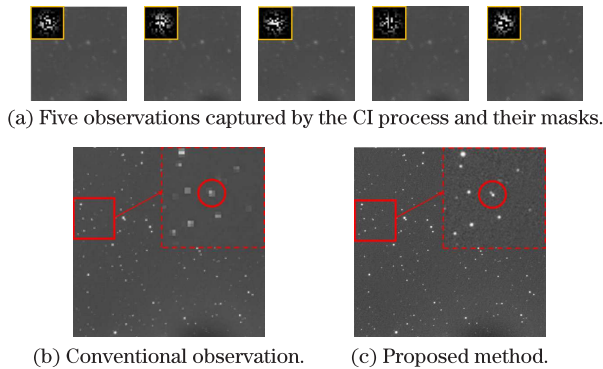 (a) Five observations captured by the CI process and their masks.
(b) Conventional observation.
(c) Proposed method.